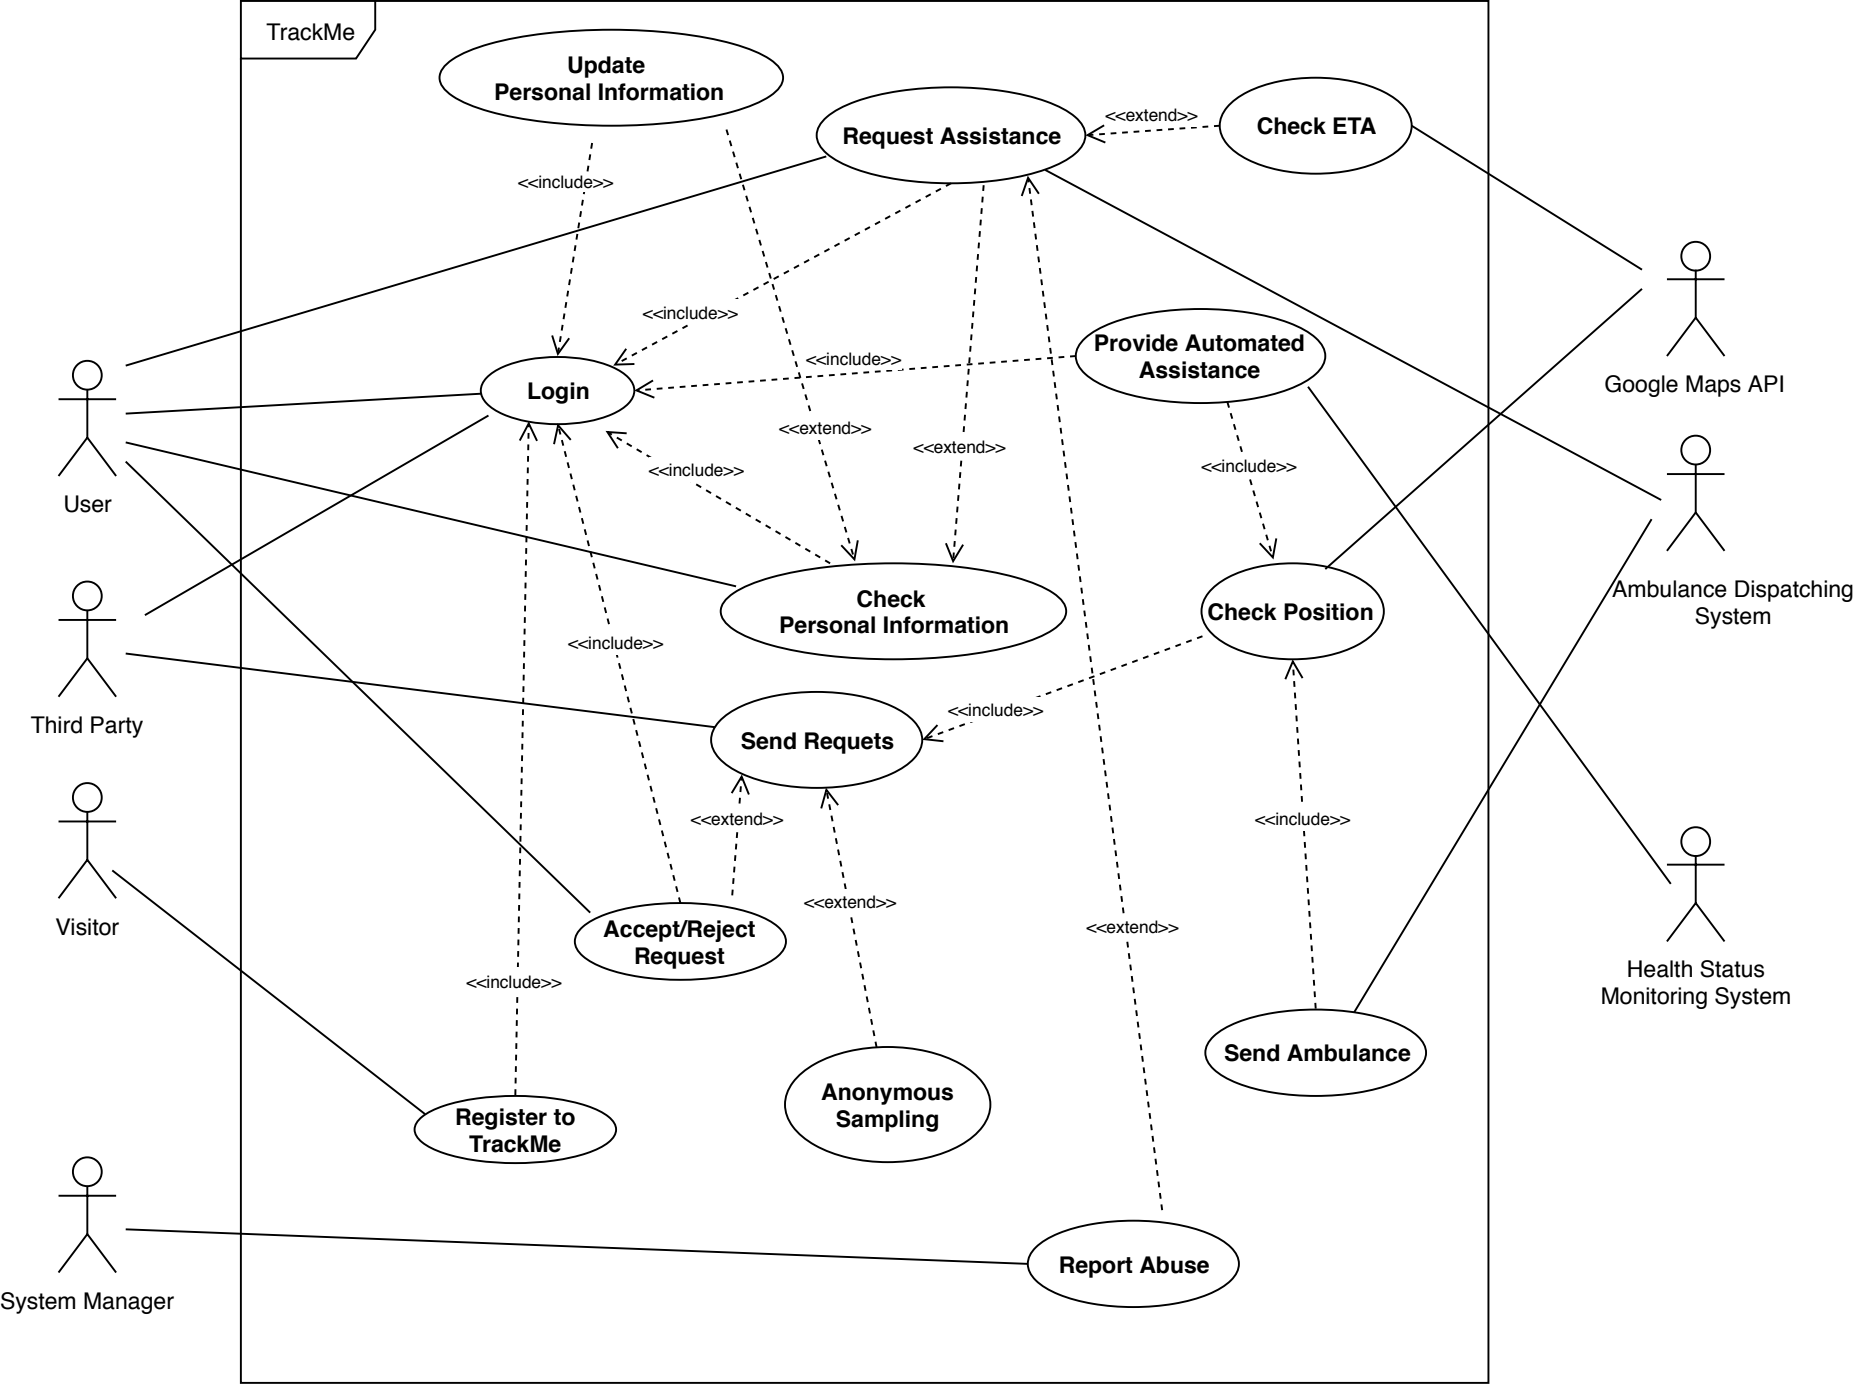 TrackMe
Update
Personal Information
Request Assistance
<<extend>>
Check ETA
<<include>>
<<include>>
Provide Automated
Assistance
<<include>>
Login
Google Maps API
<<extend>>
<<extend>>
<<include>>
<<include>>
User
Check
Personal Information
Check Position
Ambulance Dispatching
System
<<include>>
<<include>>
Third Party
Send Requets
<<extend>>
<<include>>
<<extend>>
Visitor
Accept/Reject
Request
<<extend>>
<<include>>
Health Status
Monitoring System
Send Ambulance
Anonymous
Sampling
Register to
TrackMe
Report Abuse
System Manager